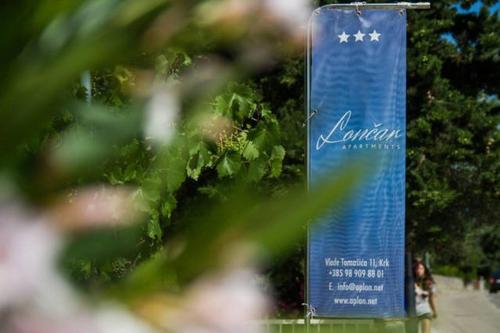 Lončar
APARTMENTS
Vlade Tomašića 11, Krk
+385 98 909 88 01
E. info@aplon.net
www.aplon.net